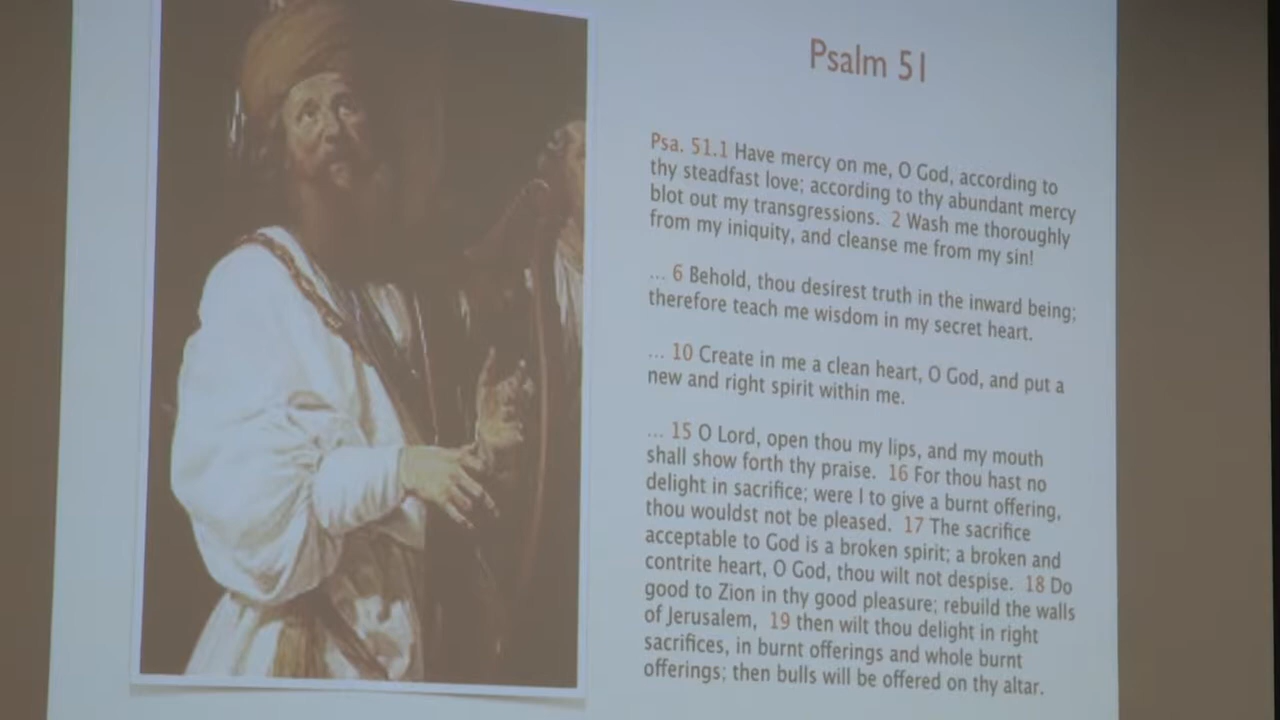 Psalm 51
Psa. 51.1 Have mercy on me, O God, according to
thy steadfast love; according to thy abundant mercy
blot out my transgressions. 2 Wash me thoroughly
from my iniquity, and cleanse me from my sin!
... 6 Behold, thou desirest truth in the inward being;
therefore teach me wisdom in my secret heart.
... 10 Create in me a clean heart, O God, and put a
new and right spirit within me.
... 15 O Lord, open thou my lips, and my mouth
shall show forth thy praise. 16 For thou hast no
delight in sacrifice; were I to give a burnt offering,
thou wouldst not be pleased. 17 The sacrifice
acceptable to God is a broken spirit; a broken and
contrite heart, O God, thou wilt not despise. 18 Do
good to Zion in thy good pleasure; rebuild the walls
of Jerusalem, 19 then wilt thou delight in right
sacrifices, in burnt offerings and whole burnt
offerings; then bulls will be offered on thy altar.